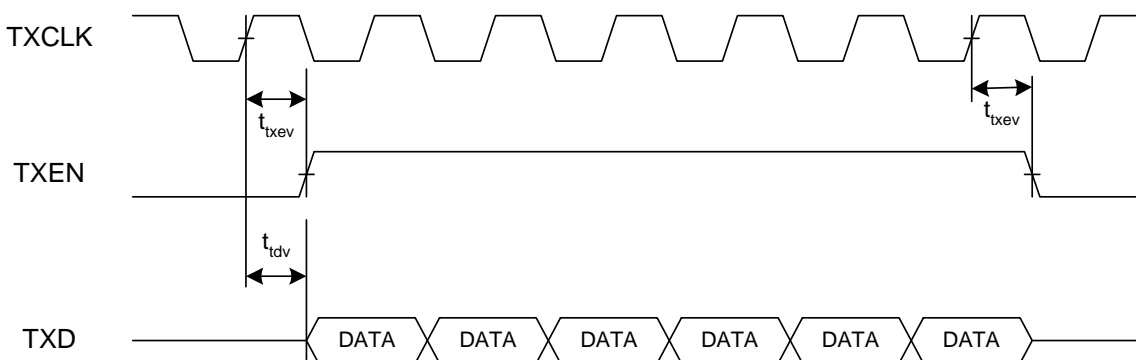 TXCLK
t_txev
t_txev
TXEN
t_tdv
TXD
DATA DATA DATA DATA DATA DATA